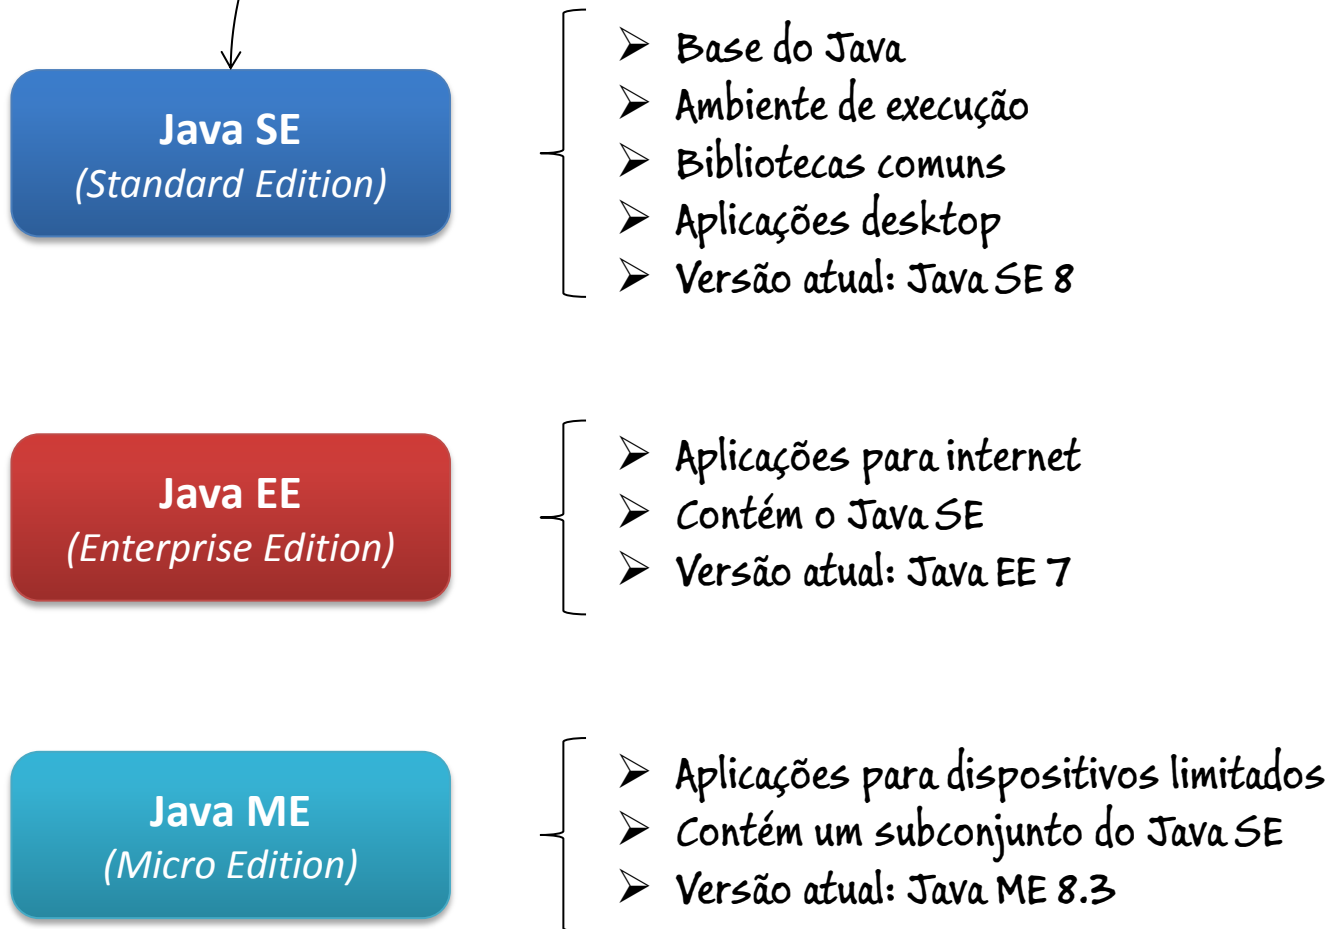 Java SE
(Standard Edition)
➢ Base do Java
➢ Ambiente de execução
➢ Bibliotecas comuns
➢ Aplicações desktop
➢ Versão atual: Java SE 8
Java EE
(Enterprise Edition)
➢ Aplicações para internet
➢ Contém o Java SE
➢ Versão atual: Java EE 7
Java ME
(Micro Edition)
➢ Aplicações para dispositivos limitados
➢ Contém um subconjunto do Java SE
➢ Versão atual: Java ME 8.3